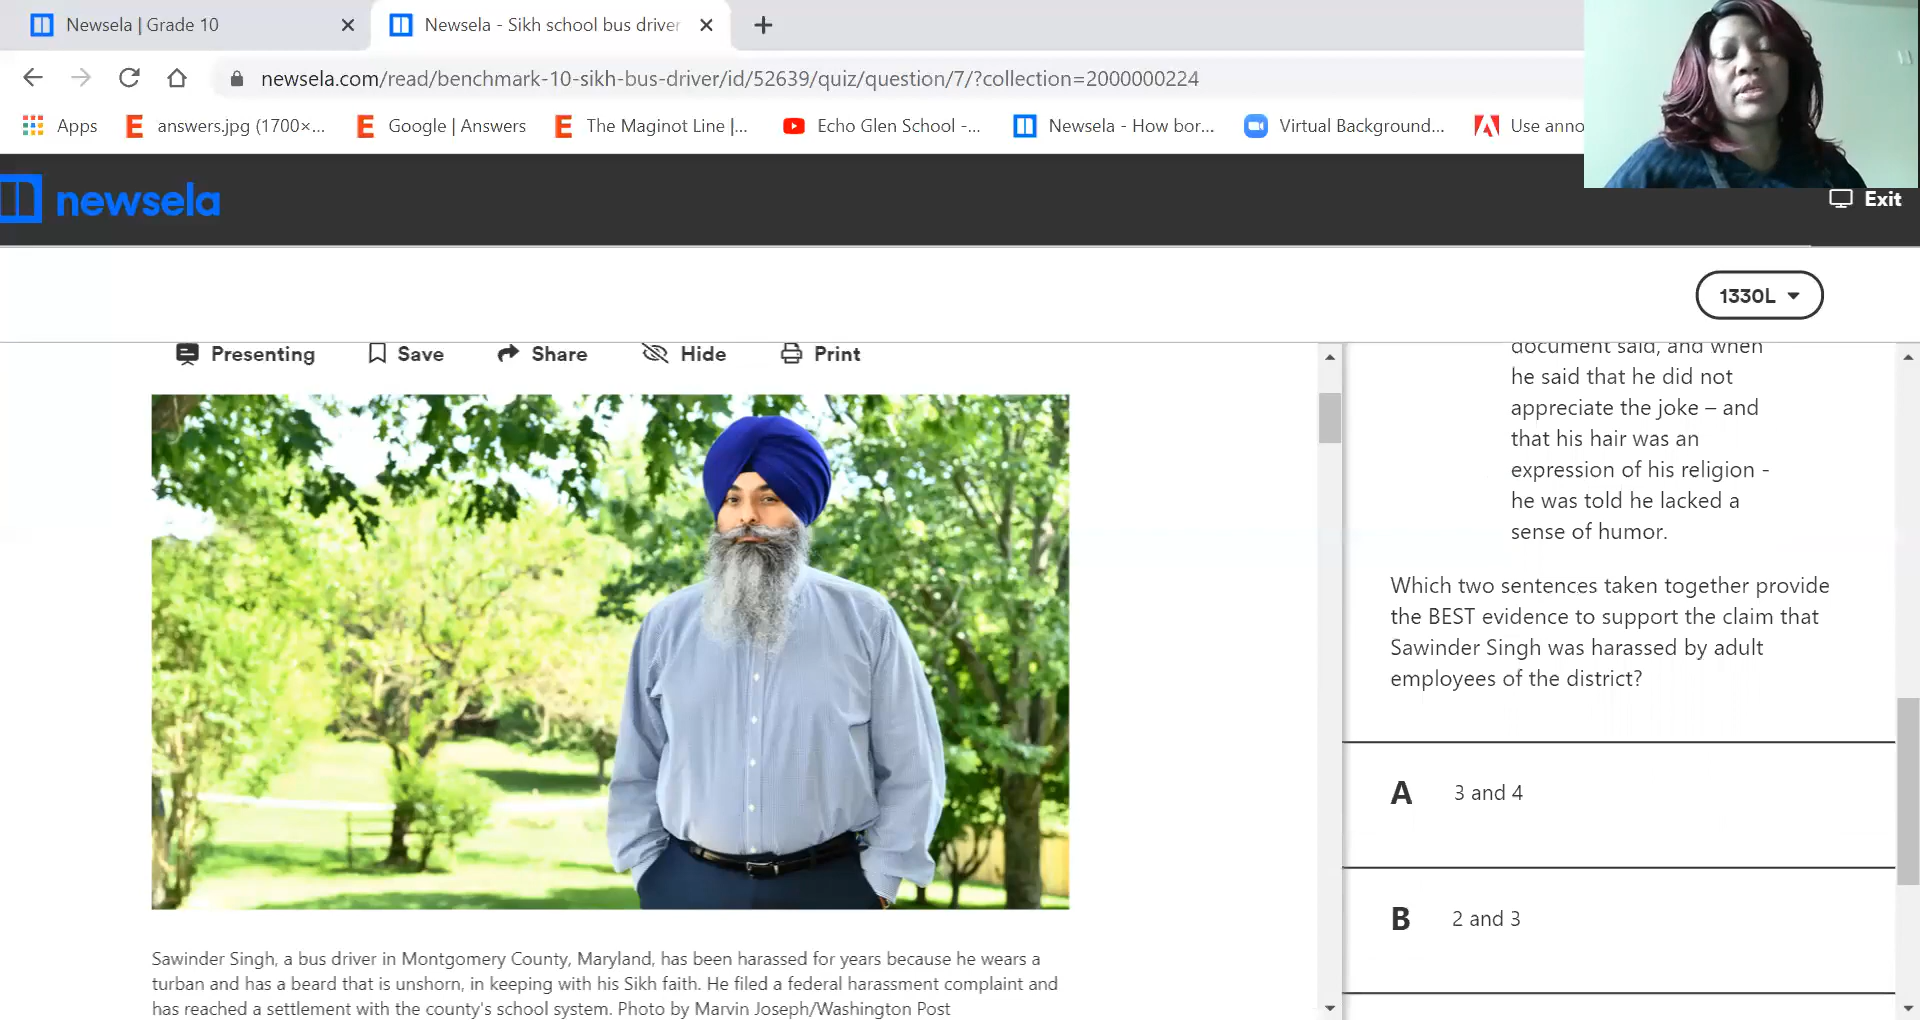 Newsela | Grade 10
Newsela - Sikh school bus driver
newsela.com/read/benchmark-10-sikh-bus-driver/id/52639/quiz/question/7/?collection=2000000224
Apps
answers.jpg (1700×...
Google | Answers
The Maginot Line |...
Echo Glen School -...
Newsela - How bor...
Virtual Background...
Use anno
newsela
Exit
1330L
Presenting
Save
Share
Hide
Print
Sawinder Singh, a bus driver in Montgomery County, Maryland, has been harassed for years because he wears a
turban and has a beard that is unshorn, in keeping with his Sikh faith. He filed a federal harassment complaint and
has reached a settlement with the county's school system. Photo by Marvin Joseph/Washington Post
document said, and when
he said that he did not
appreciate the joke – and
that his hair was an
expression of his religion -
he was told he lacked a
sense of humor.
Which two sentences taken together provide
the BEST evidence to support the claim that
Sawinder Singh was harassed by adult
employees of the district?
A 3 and 4
B 2 and 3